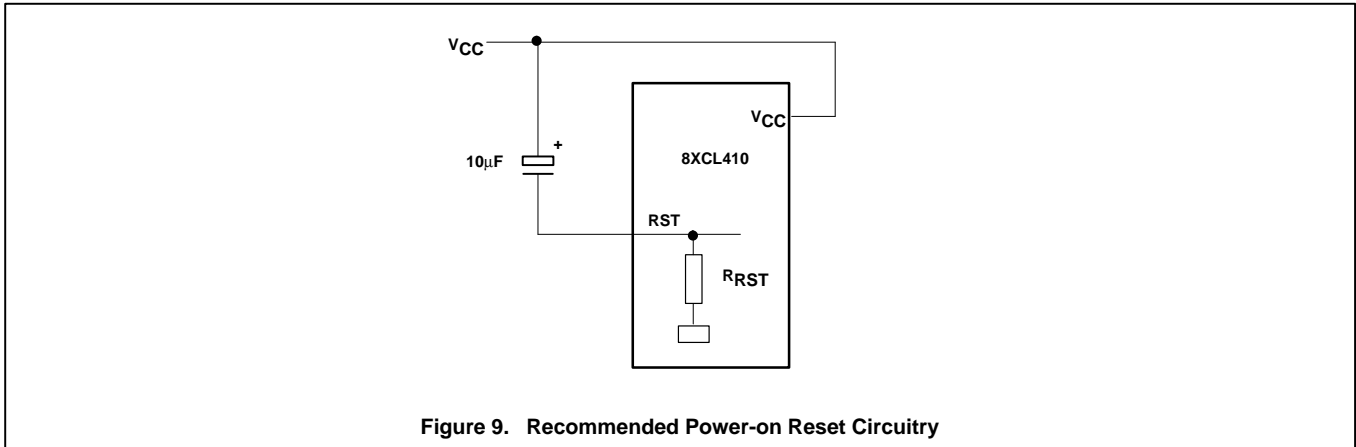 VCC
VCC
+
10µF
8XCL410
RST
RRST
Figure 9. Recommended Power-on Reset Circuitry